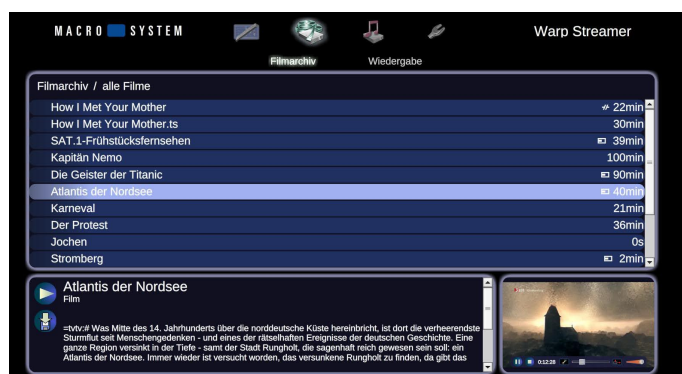 MACRO SYSTEM
Warp Streamer
Filmarchiv Wiedergabe
Filmarchiv / alle Filme
How I Met Your Mother 22min
How I Met Your Mother.ts 30min
SAT.1-Frühstücksfernsehen 39min
Kapitän Nemo 100min
Die Geister der Titanic 90min
Atlantis der Nordsee 40min
Karneval 21min
Der Protest 36min
Jochen 0s
Stromberg 2min
Atlantis der Nordsee
Film
=tvtv:# Was Mitte des 14. Jahrhunderts über die norddeutsche Küste hereinbricht, ist dort die verheerendste
Sturmflut seit Menschengedenken - und eines der rätselhaften Ereignisse der deutschen Geschichte. Eine
ganze Region versinkt in der Tiefe - samt der Stadt Rungholt, die sagenhaft reich gewesen sein soll: ein
Atlantis der Nordsee. Immer wieder ist versucht worden, das versunkene Rungholt zu finden, da gibt das
0:12:28